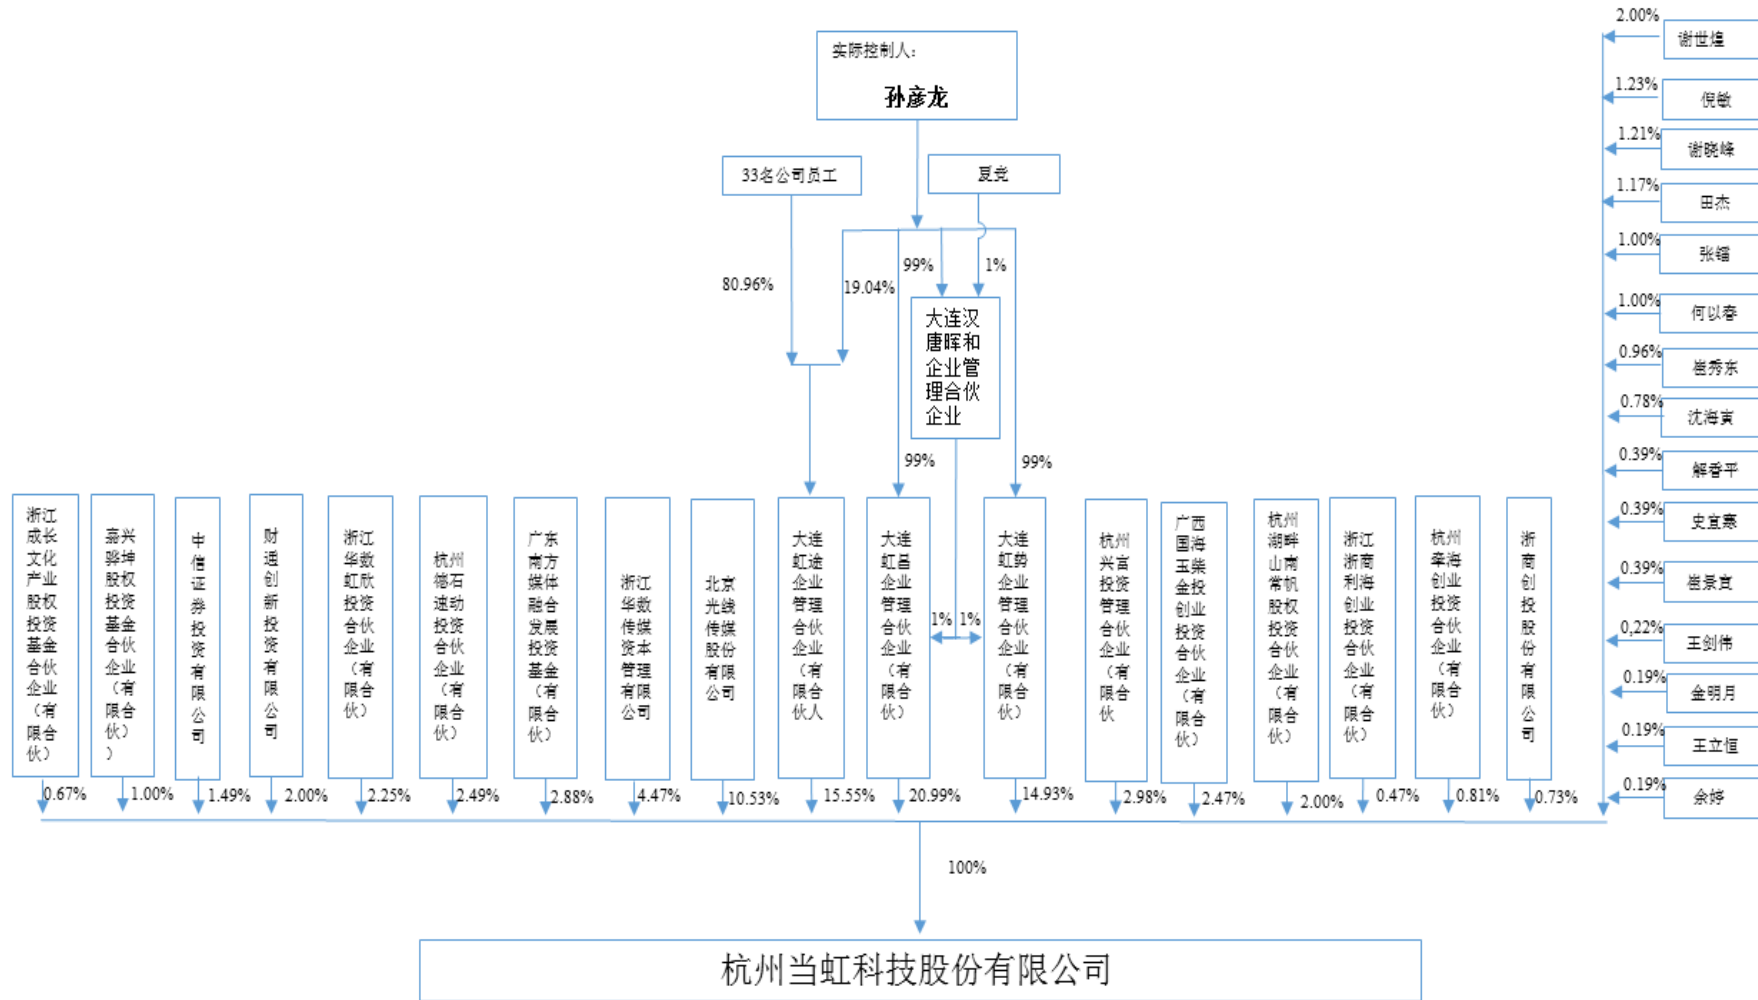 实际控制人：
孙彦龙
33名公司员工
夏竞
80.96%
19.04%
99%
1%
大连汉
唐晖和
企业管
理合伙
企业
99%
99%
1%
1%
浙江
成长
文化
产业
股权
投资
基金
合伙
企业
（有
限合
伙）
嘉兴
骅坤
股权
投资
基金
合伙
企业
（有
限合
伙）
）
中
信
证
券
投
资
有
限
公
司
财
通
创
新
投
资
有
限
公
司
浙江
华数
虹欣
投资
合伙
企业
（有
限合
伙）
杭州
德石
速动
投资
合伙
企业
（有
限合
伙）
广东
南方
媒体
融合
发展
投资
基金
（有
限合
伙）
浙江
华数
传媒
资本
管理
有限
公司
北京
光线
传媒
股份
有限
公司
大连
虹途
企业
管理
合伙
企业
（有
限合
伙人
大连
虹昌
企业
管理
合伙
企业
（有
限合
伙）
大连
虹势
企业
管理
合伙
企业
（有
限合
伙）
杭州
兴富
投资
管理
合伙
企业
（有
限合
伙
广西
国海
玉柴
金投
创业
投资
合伙
企业
（有
限合
伙）
杭州
湖畔
山南
常帆
股权
投资
合伙
企业
（有
限合
伙）
浙江
浙商
利海
创业
投资
合伙
企业
（有
限合
伙）
杭州
牵海
创业
投资
合伙
企业
（有
限合
伙）
浙
商
创
投
股
份
有
限
公
司
0.67%
1.00%
1.49%
2.00%
2.25%
2.49%
2.88%
4.47%
10.53%
15.55%
20.99%
14.93%
2.98%
2.47%
2.00%
0.47%
0.81%
0.73%
2.00%
谢世煌
1.23%
倪敏
1.21%
谢晓峰
1.17%
田杰
1.00%
张镭
1.00%
何以春
0.96%
崔秀东
0.78%
沈海寅
0.39%
解香平
0.39%
史宜寒
0.39%
崔景寅
0,22%
王剑伟
0.19%
金明月
0.19%
王立恒
0.19%
余婷
100%
杭州当虹科技股份有限公司